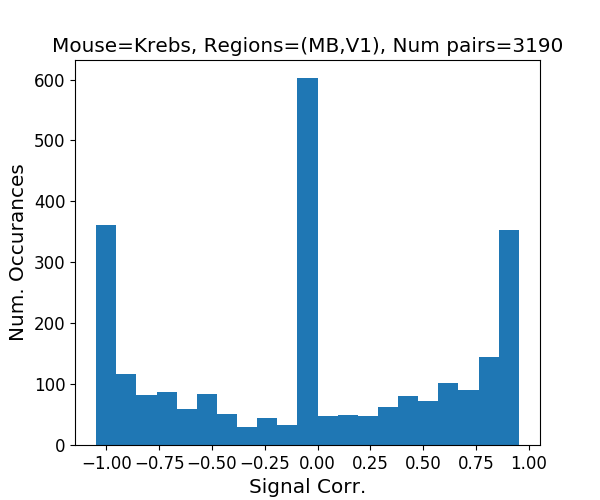 Mouse=Krebs, Regions=(MB,V1), Num pairs=3190
600
500
400
300
200
100
0
Num. Occurances
−1.00 −0.75 −0.50 −0.25 0.00 0.25 0.50 0.75 1.00
Signal Corr.